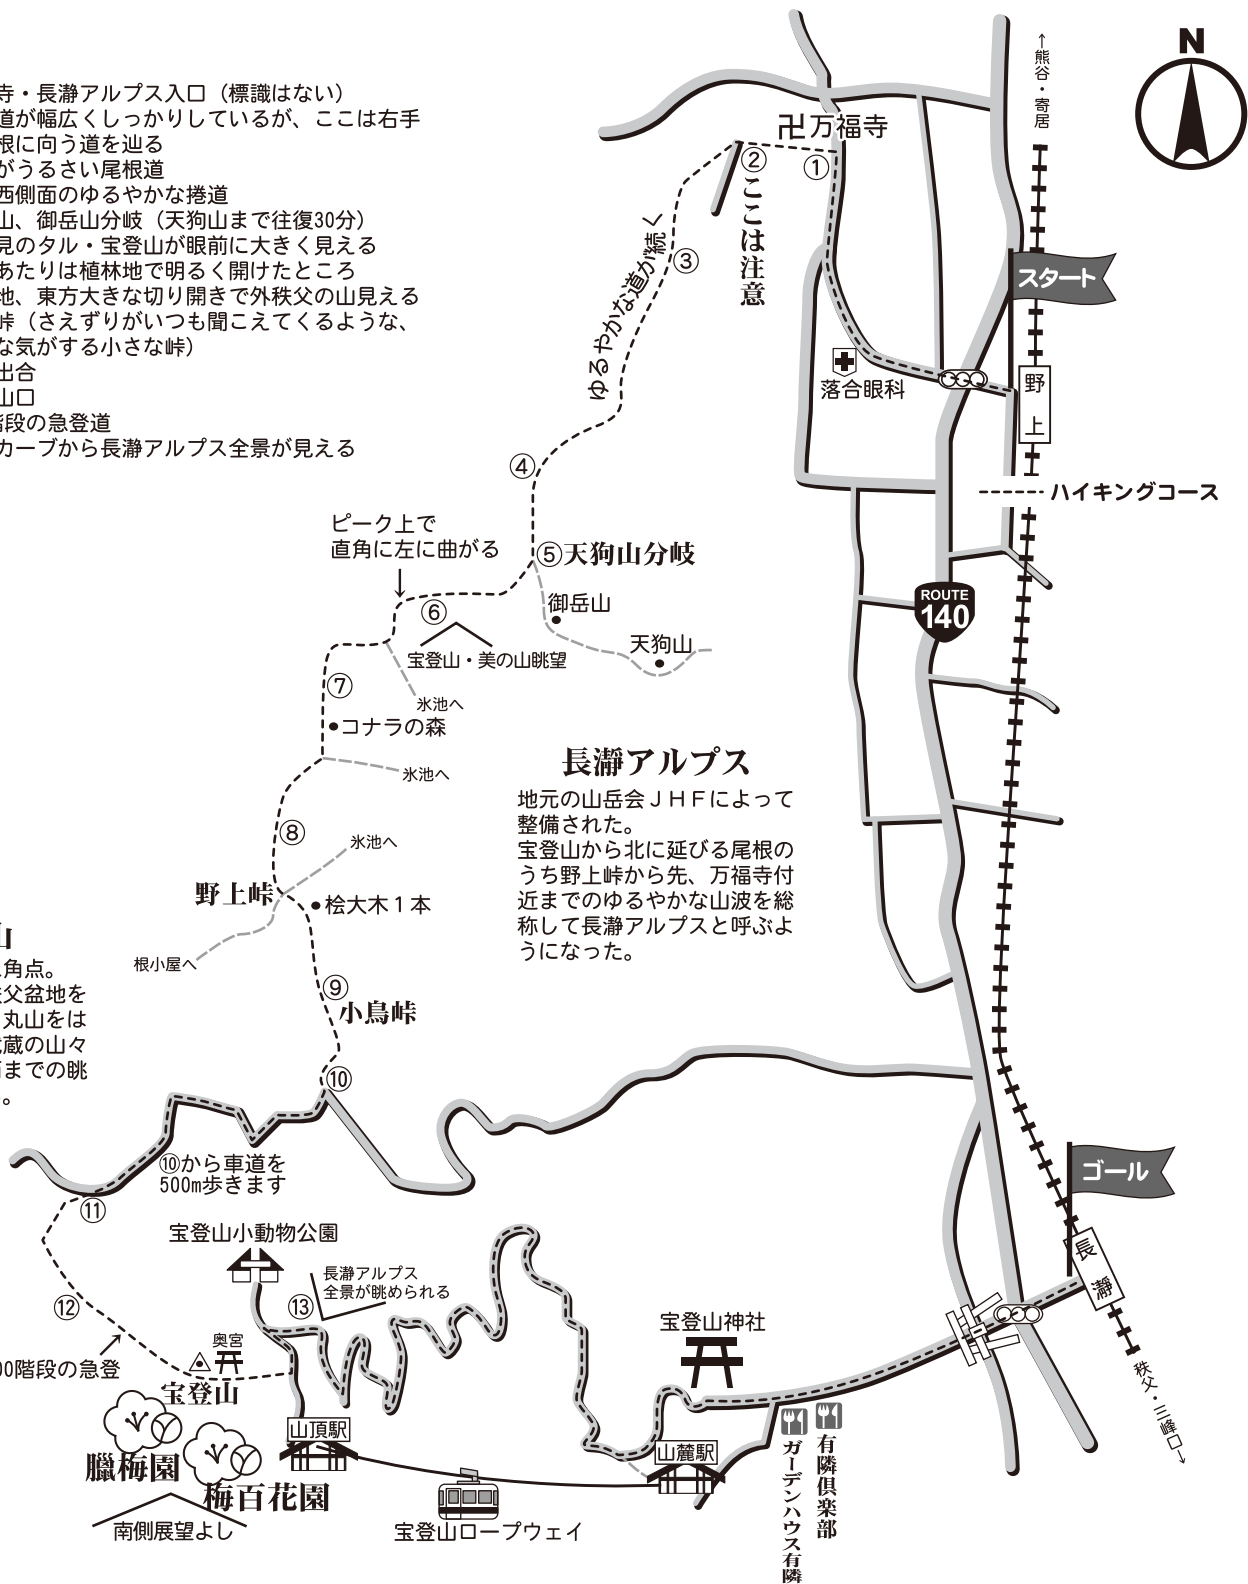 寺・長瀞アルプス入口（標識はない）
道が幅広くしっかりしているが、ここは右手
根に向う道を辿る
がうるさい尾根道
西側面のゆるやかな捲道
山、御岳山分岐（天狗山まで往復30分）
見のタル・宝登山が眼前に大きく見える
あたりは植林地で明るく開けたところ
地、東方大きな切り開きで外秩父の山見える
峠（さえずりがいつも聞こえてくるような、
な気がする小さな峠）
出合
山口
階段の急登道
カーブから長瀞アルプス全景が見える
N
←熊谷・寄居
卍万福寺
①
②ここは注意
③
ゆるやかな道が続く
スタート
野上
落合眼科
ハイキングコース
④
ピーク上で
直角に左に曲がる
⑤天狗山分岐
⑥
御岳山
天狗山
宝登山・美の山眺望
ROUTE
140
⑦
氷池へ
コナラの森
氷池へ
長瀞アルプス
地元の山岳会ＪＨＦによって
整備された。
宝登山から北に延びる尾根の
うち野上峠から先、万福寺付
近までのゆるやかな山波を総
称して長瀞アルプスと呼ぶよ
うになった。
⑧
氷池へ
野上峠
桧大木１本
根小屋へ
山
角点。
父盆地を
丸山をは
蔵の山々
までの眺
。
⑨
小鳥峠
⑩
⑩から車道を
500m歩きます
⑪
ゴール
長瀞
宝登山小動物公園
長瀞アルプス
全景が眺められる
⑬
⑫
00階段の急登
奥宮
宝登山
宝登山神社
臘梅園
梅百花園
南側展望よし
山頂駅
山麓駅
宝登山ロープウェイ
有隣倶楽部
ガーデンハウス有隣
秩父・三峰口→